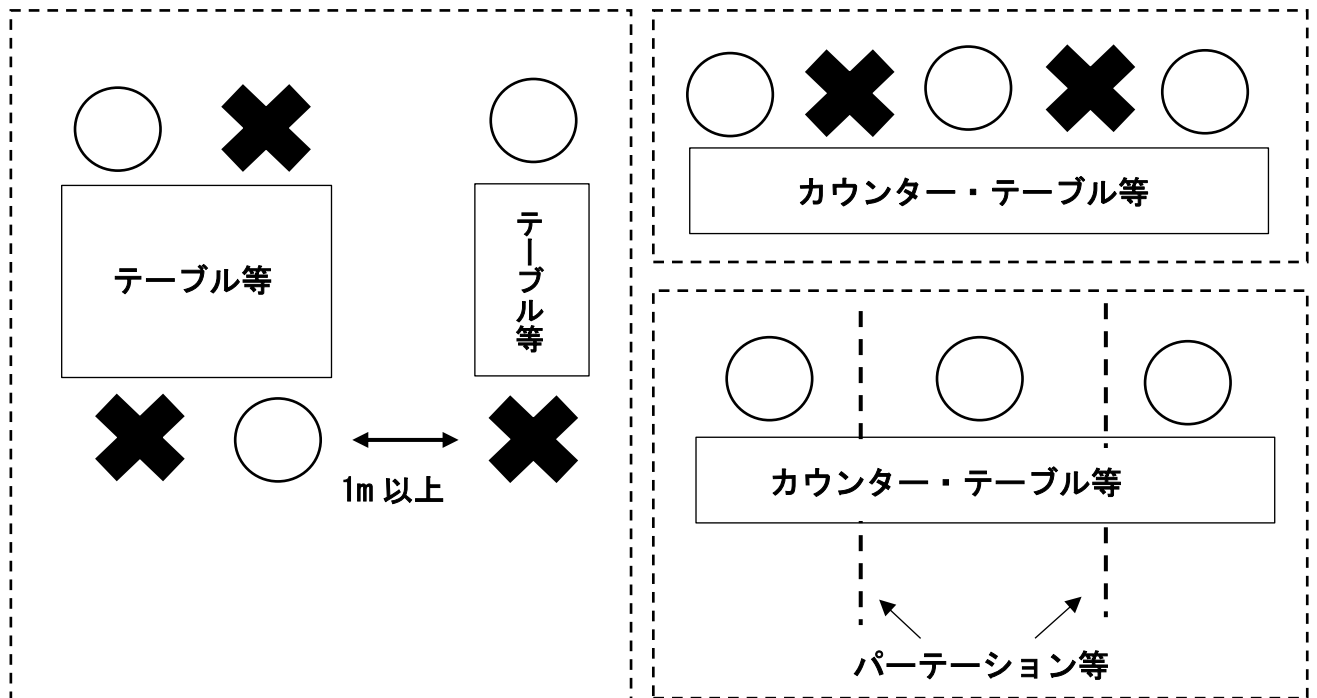 テーブル等
テーブル等
1m 以上
カウンター・テーブル等
カウンター・テーブル等
パーテーション等